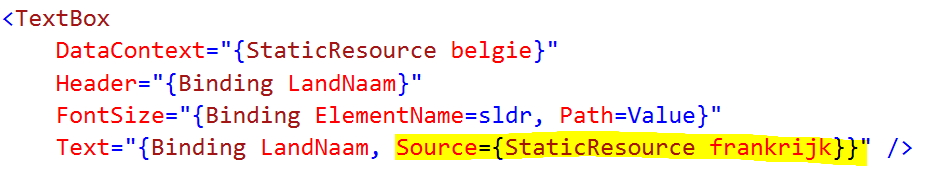 <TextBox
DataContext="{StaticResource belgie}"
Header="{Binding LandNaam}"
FontSize="{Binding ElementName=sldr, Path=Value}"
Text="{Binding LandNaam, Source={StaticResource frankrijk}}" />